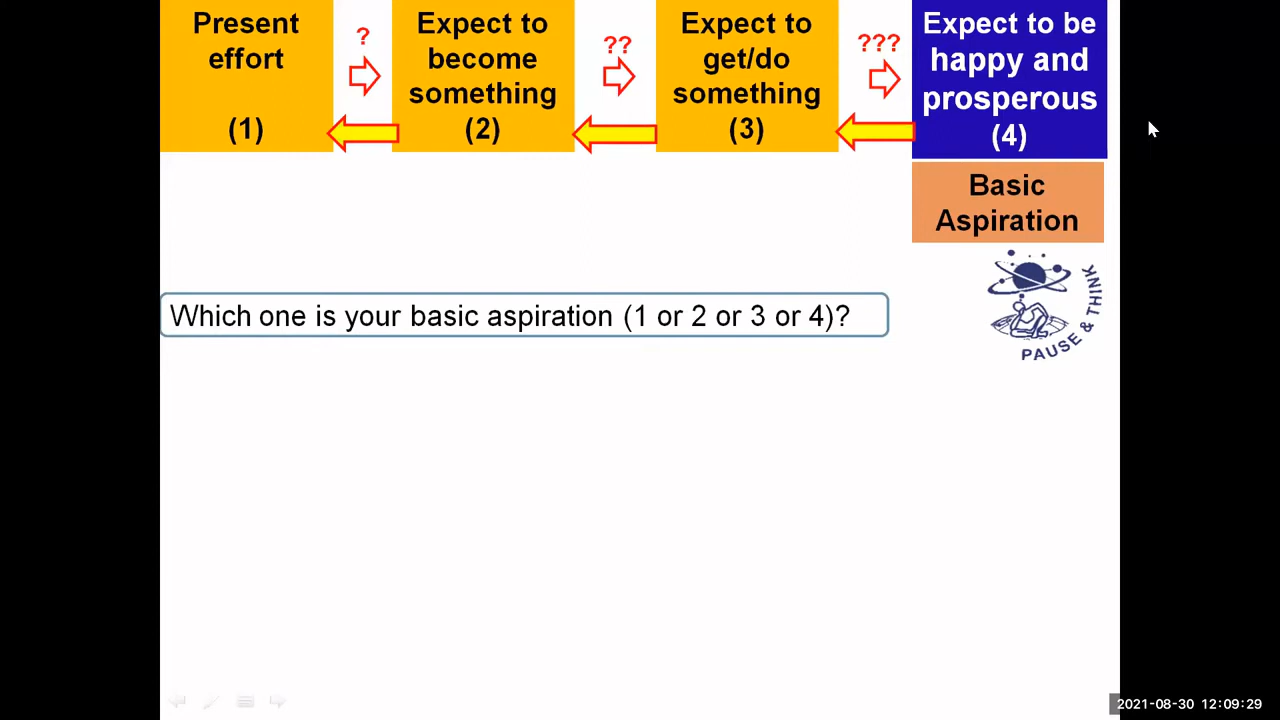 Present
effort
(1)
?
Expect to
become
something
(2)
??
Expect to
get/do
something
(3)
???
Expect to be
happy and
prosperous
(4)
Basic
Aspiration
Which one is your basic aspiration (1 or 2 or 3 or 4)?
PAUSE & THINK
2021-08-30 12:09:29